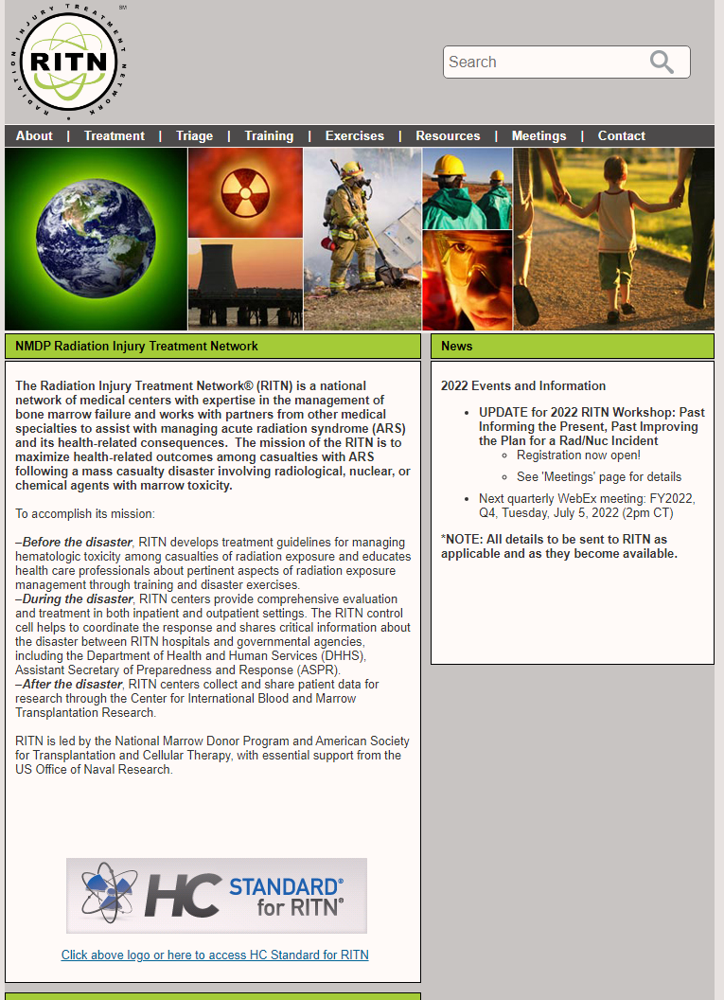 SM
RADIATION INJURY TREATMENT NETWORK
RITN
Search
About | Treatment | Triage | Training | Exercises | Resources | Meetings | Contact
NMDP Radiation Injury Treatment Network
The Radiation Injury Treatment Network® (RITN) is a national
network of medical centers with expertise in the management of
bone marrow failure and works with partners from other medical
specialties to assist with managing acute radiation syndrome (ARS)
and its health-related consequences.  The mission of the RITN is to
maximize health-related outcomes among casualties with ARS
following a mass casualty disaster involving radiological, nuclear, or
chemical agents with marrow toxicity.
To accomplish its mission:
–Before the disaster, RITN develops treatment guidelines for managing
hematologic toxicity among casualties of radiation exposure and educates
health care professionals about pertinent aspects of radiation exposure
management through training and disaster exercises.
–During the disaster, RITN centers provide comprehensive evaluation
and treatment in both inpatient and outpatient settings. The RITN control
cell helps to coordinate the response and shares critical information about
the disaster between RITN hospitals and governmental agencies,
including the Department of Health and Human Services (DHHS),
Assistant Secretary of Preparedness and Response (ASPR).
–After the disaster, RITN centers collect and share patient data for
research through the Center for International Blood and Marrow
Transplantation Research.
RITN is led by the National Marrow Donor Program and American Society
for Transplantation and Cellular Therapy, with essential support from the
US Office of Naval Research.
HC STANDARD®
for RITN®
Click above logo or here to access HC Standard for RITN
News
2022 Events and Information
• UPDATE for 2022 RITN Workshop: Past
Informing the Present, Past Improving
the Plan for a Rad/Nuc Incident
◦ Registration now open!
◦ See 'Meetings' page for details
• Next quarterly WebEx meeting: FY2022,
Q4, Tuesday, July 5, 2022 (2pm CT)
*NOTE: All details to be sent to RITN as
applicable and as they become available.